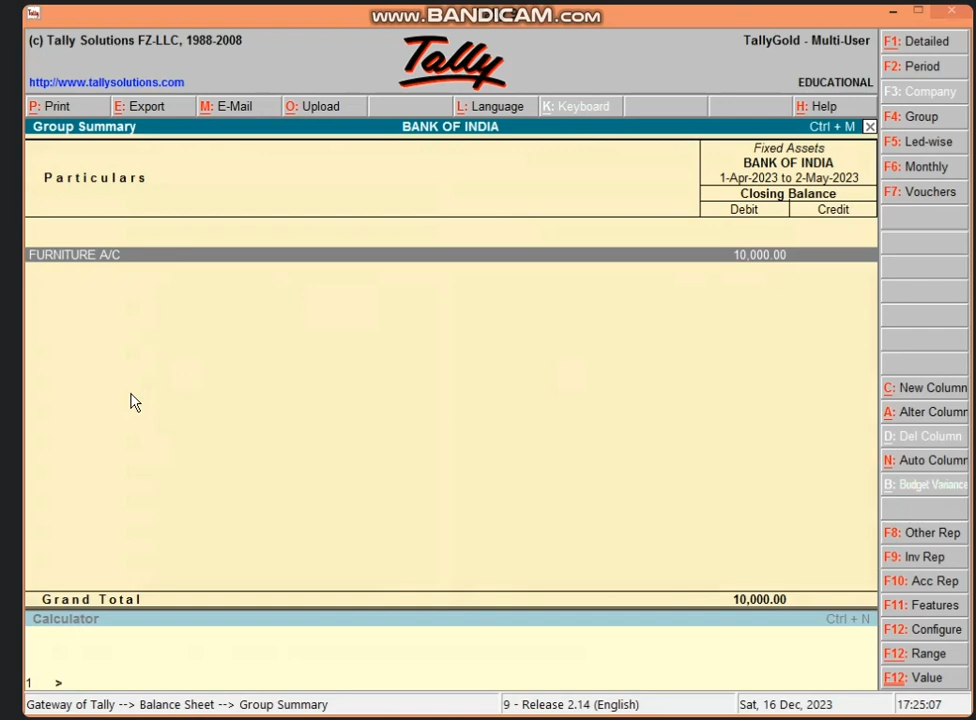 www.BANDICAM.com
(c) Tally Solutions FZ-LLC, 1988-2008
Tally
TallyGold - Multi-User
http://www.tallysolutions.com
EDUCATIONAL
P: Print E: Export M: E-Mail O: Upload L: Language K: Keyboard H: Help
Group Summary BANK OF INDIA Ctrl + M
Particulars
Fixed Assets
BANK OF INDIA
1-Apr-2023 to 2-May-2023
Closing Balance
Debit Credit
FURNITURE A/C 10,000.00
Grand Total 10,000.00
Calculator Ctrl + N
1 >
Gateway of Tally --> Balance Sheet --> Group Summary 9 - Release 2.14 (English) Sat, 16 Dec, 2023 17:25:07
F1: Detailed
F2: Period
F3: Company
F4: Group
F5: Led-wise
F6: Monthly
F7: Vouchers
C: New Column
A: Alter Column
D: Del Column
N: Auto Column
B: Budget Variance
F8: Other Rep
F9: Inv Rep
F10: Acc Rep
F11: Features
F12: Configure
F12: Range
F12: Value